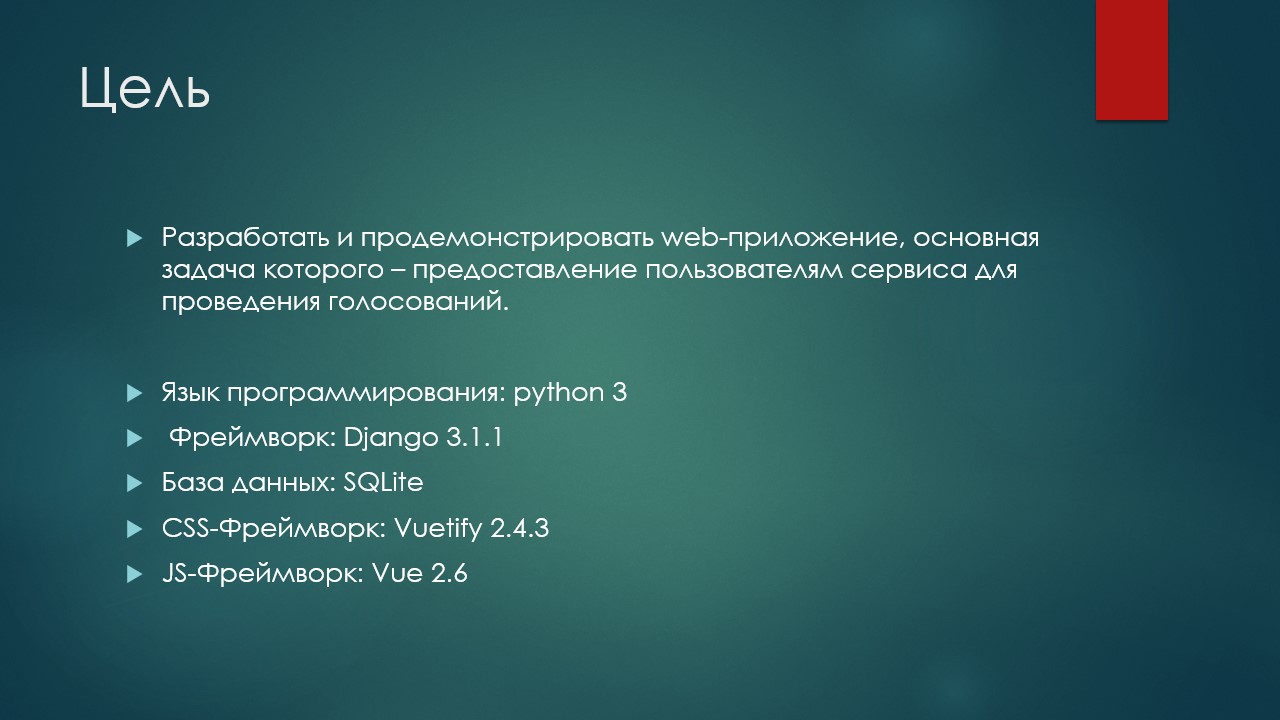 Цель
Разработать и продемонстрировать web-приложение, основная
задача которого – предоставление пользователям сервиса для
проведения голосований.
Язык программирования: python 3
Фреймворк: Django 3.1.1
База данных: SQLite
CSS-Фреймворк: Vuetify 2.4.3
JS-Фреймворк: Vue 2.6